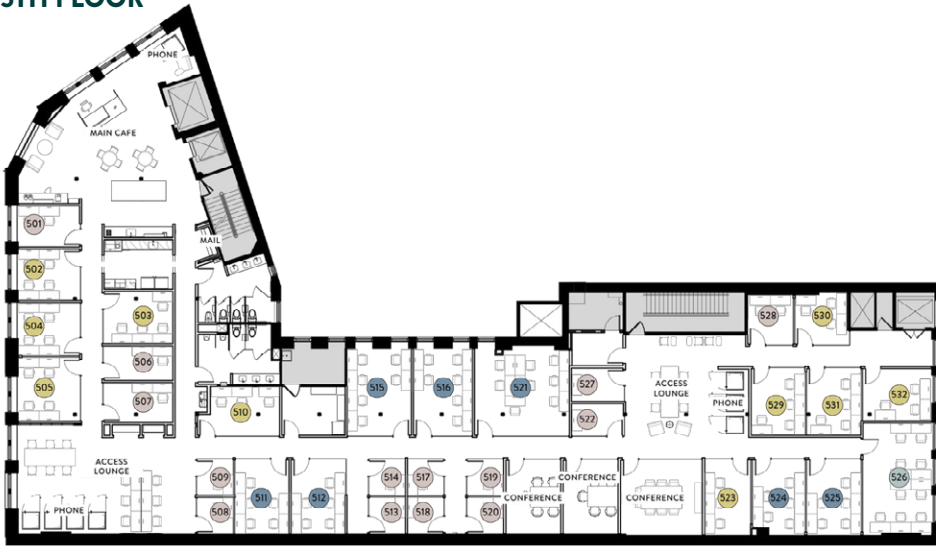 5TH FLOOR
PHONE
MAIN CAFE
501
MAIL
502
503
504
528
530
506
505
515
516
521
527
ACCESS
LOUNGE
507
510
522
PHONE
529
531
532
ACCESS
LOUNGE
509
511
512
514
517
519
CONFERENCE
CONFERENCE
CONFERENCE
523
524
525
526
PHONE
508
513
518
520